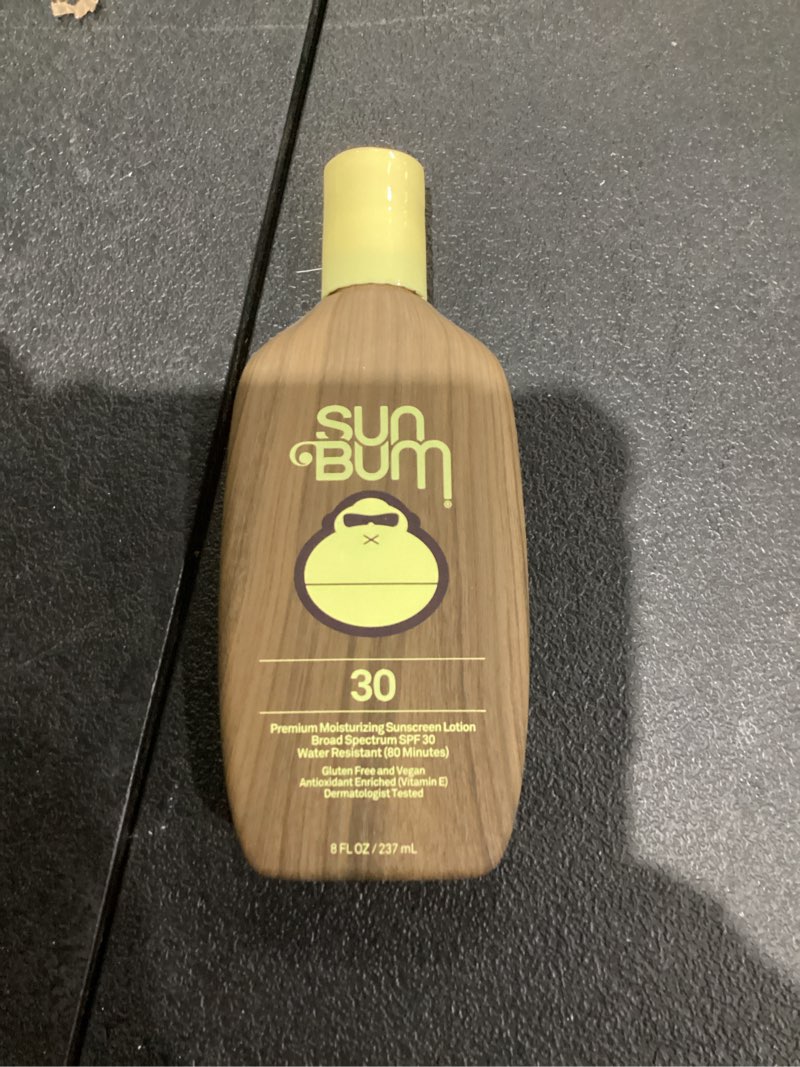 SUN
BUM®
30
Premium Moisturizing Sunscreen Lotion
Broad Spectrum SPF 30
Water Resistant (80 Minutes)
Gluten Free and Vegan
Antioxidant Enriched (Vitamin E)
Dermatologist Tested
8 FL OZ / 237 mL